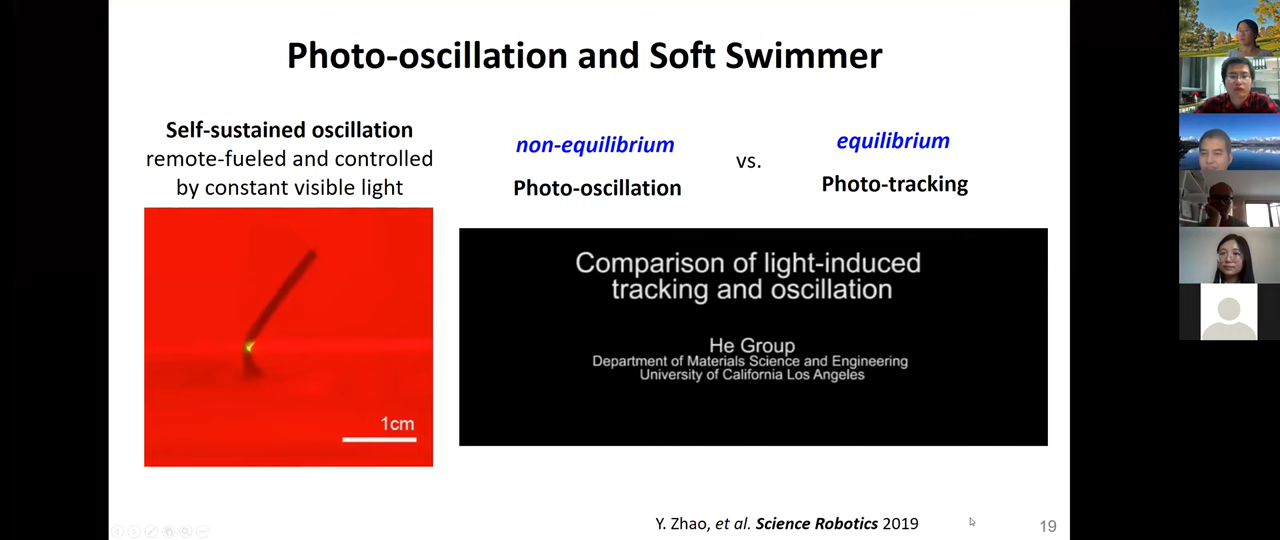 Photo-oscillation and Soft Swimmer
Self-sustained oscillation
remote-fueled and controlled
by constant visible light
non-equilibrium
Photo-oscillation
vs.
equilibrium
Photo-tracking
1cm
Comparison of light-induced
tracking and oscillation
He Group
Department of Materials Science and Engineering
University of California Los Angeles
Y. Zhao, et al. Science Robotics 2019
19